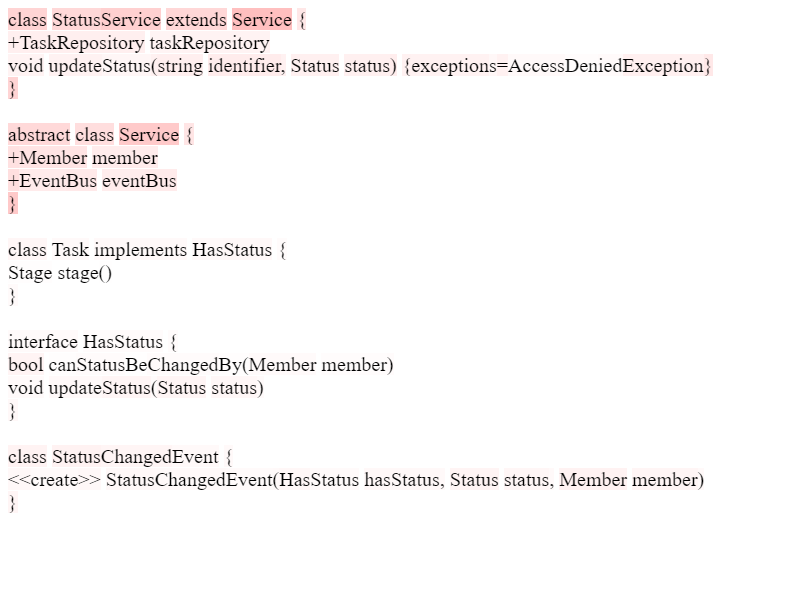 class StatusService extends Service {
+TaskRepository taskRepository
void updateStatus(string identifier, Status status) {exceptions=AccessDeniedException}
}
abstract class Service {
+Member member
+EventBus eventBus
}
class Task implements HasStatus {
Stage stage()
}
interface HasStatus {
bool canStatusBeChangedBy(Member member)
void updateStatus(Status status)
}
class StatusChangedEvent {
<<create>> StatusChangedEvent(HasStatus hasStatus, Status status, Member member)
}